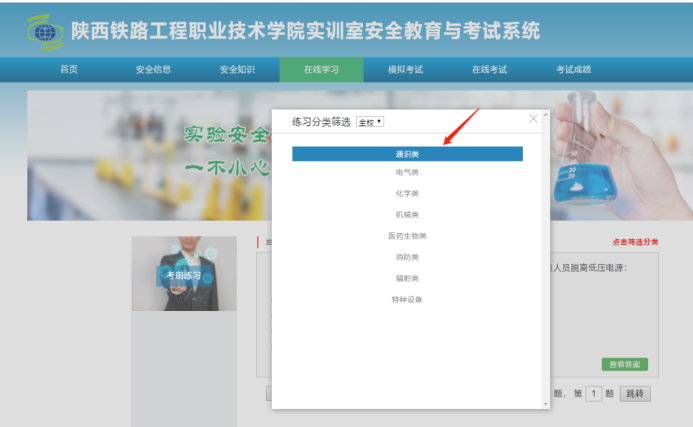 陕西铁路工程职业技术学院实训室安全教育与考试系统
首页 安全信息 安全知识 在线学习 模拟考试 在线考试 考试成绩
实验安全
一不小心
练习分类筛选 全校
通识类
电气类
化学类
机械类
医药生物类
消防类
辐射类
特种设备
点击筛选分类
考前练习
人员脱离低压电源:
查看答案
题, 第 1 题 跳转